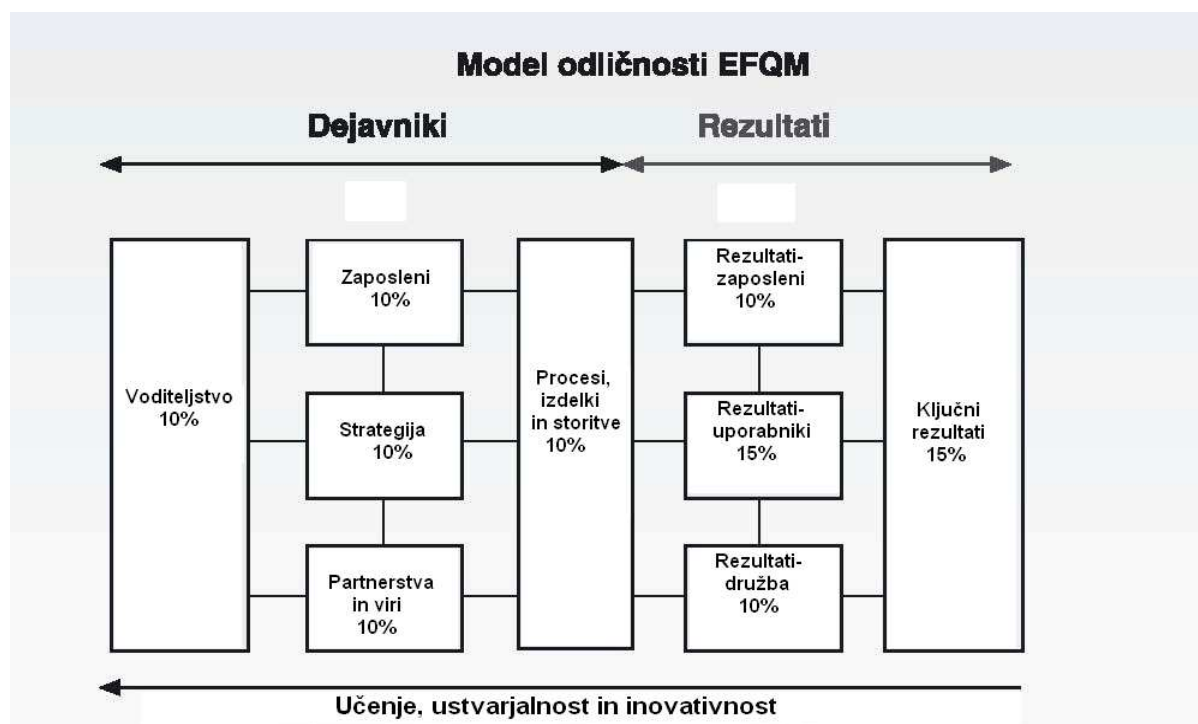 Model odličnosti EFQM
Dejavniki
Rezultati
Voditeljstvo
10%
Zaposleni
10%
Strategija
10%
Partnerstva
in viri
10%
Procesi,
izdelki
in storitve
10%
Rezultati-
zaposleni
10%
Rezultati-
uporabniki
15%
Rezultati-
družba
10%
Ključni
rezultati
15%
Učenje, ustvarjalnost in inovativnost